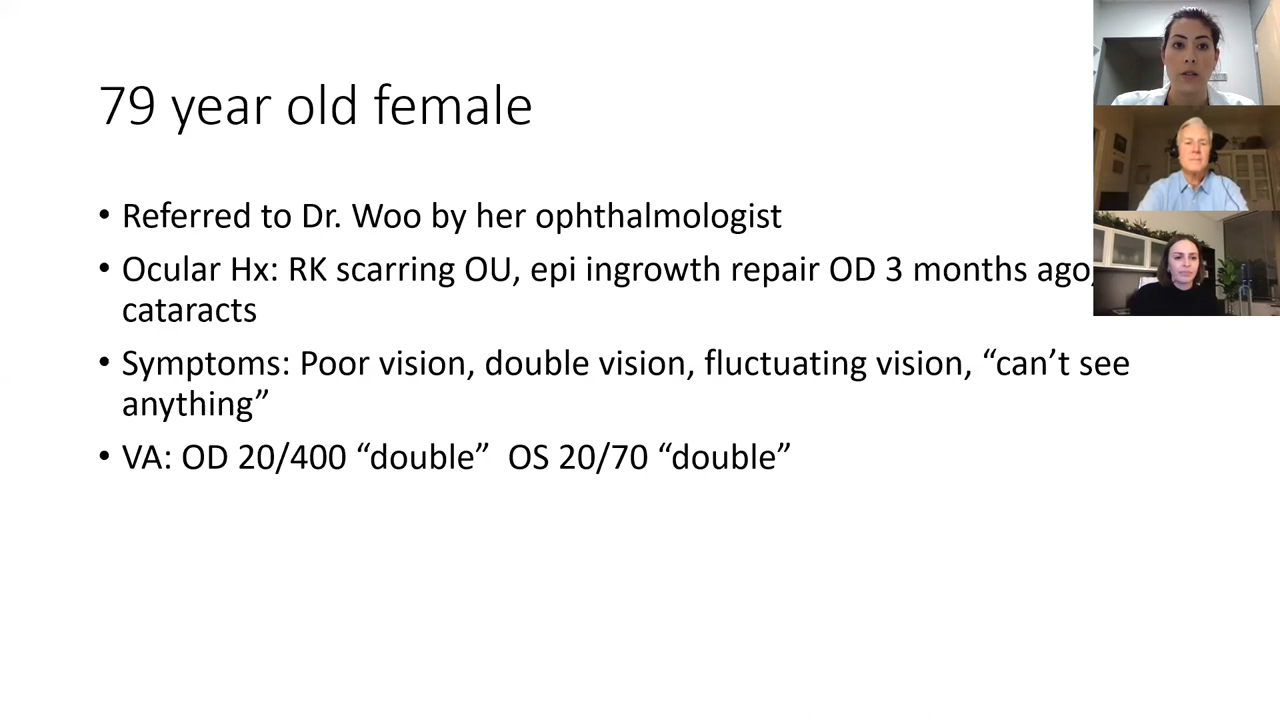 79 year old female
• Referred to Dr. Woo by her ophthalmologist
• Ocular Hx: RK scarring OU, epi ingrowth repair OD 3 months ago,
cataracts
• Symptoms: Poor vision, double vision, fluctuating vision, “can’t see
anything”
• VA: OD 20/400 “double”  OS 20/70 “double”